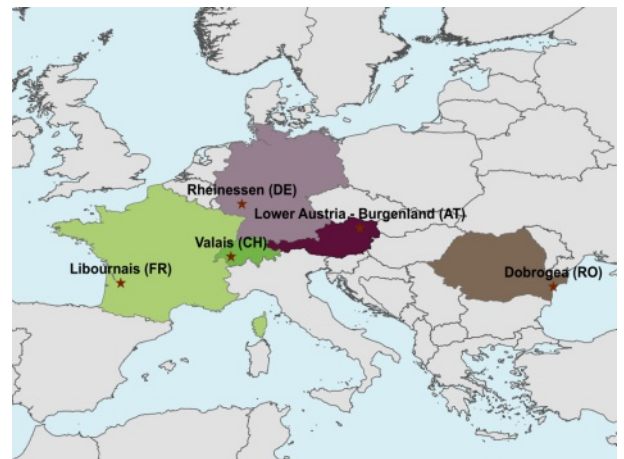 Rheinessen (DE)
Lower Austria - Burgenland (AT)
Valais (CH)
Libournais (FR)
Dobrogea (RO)